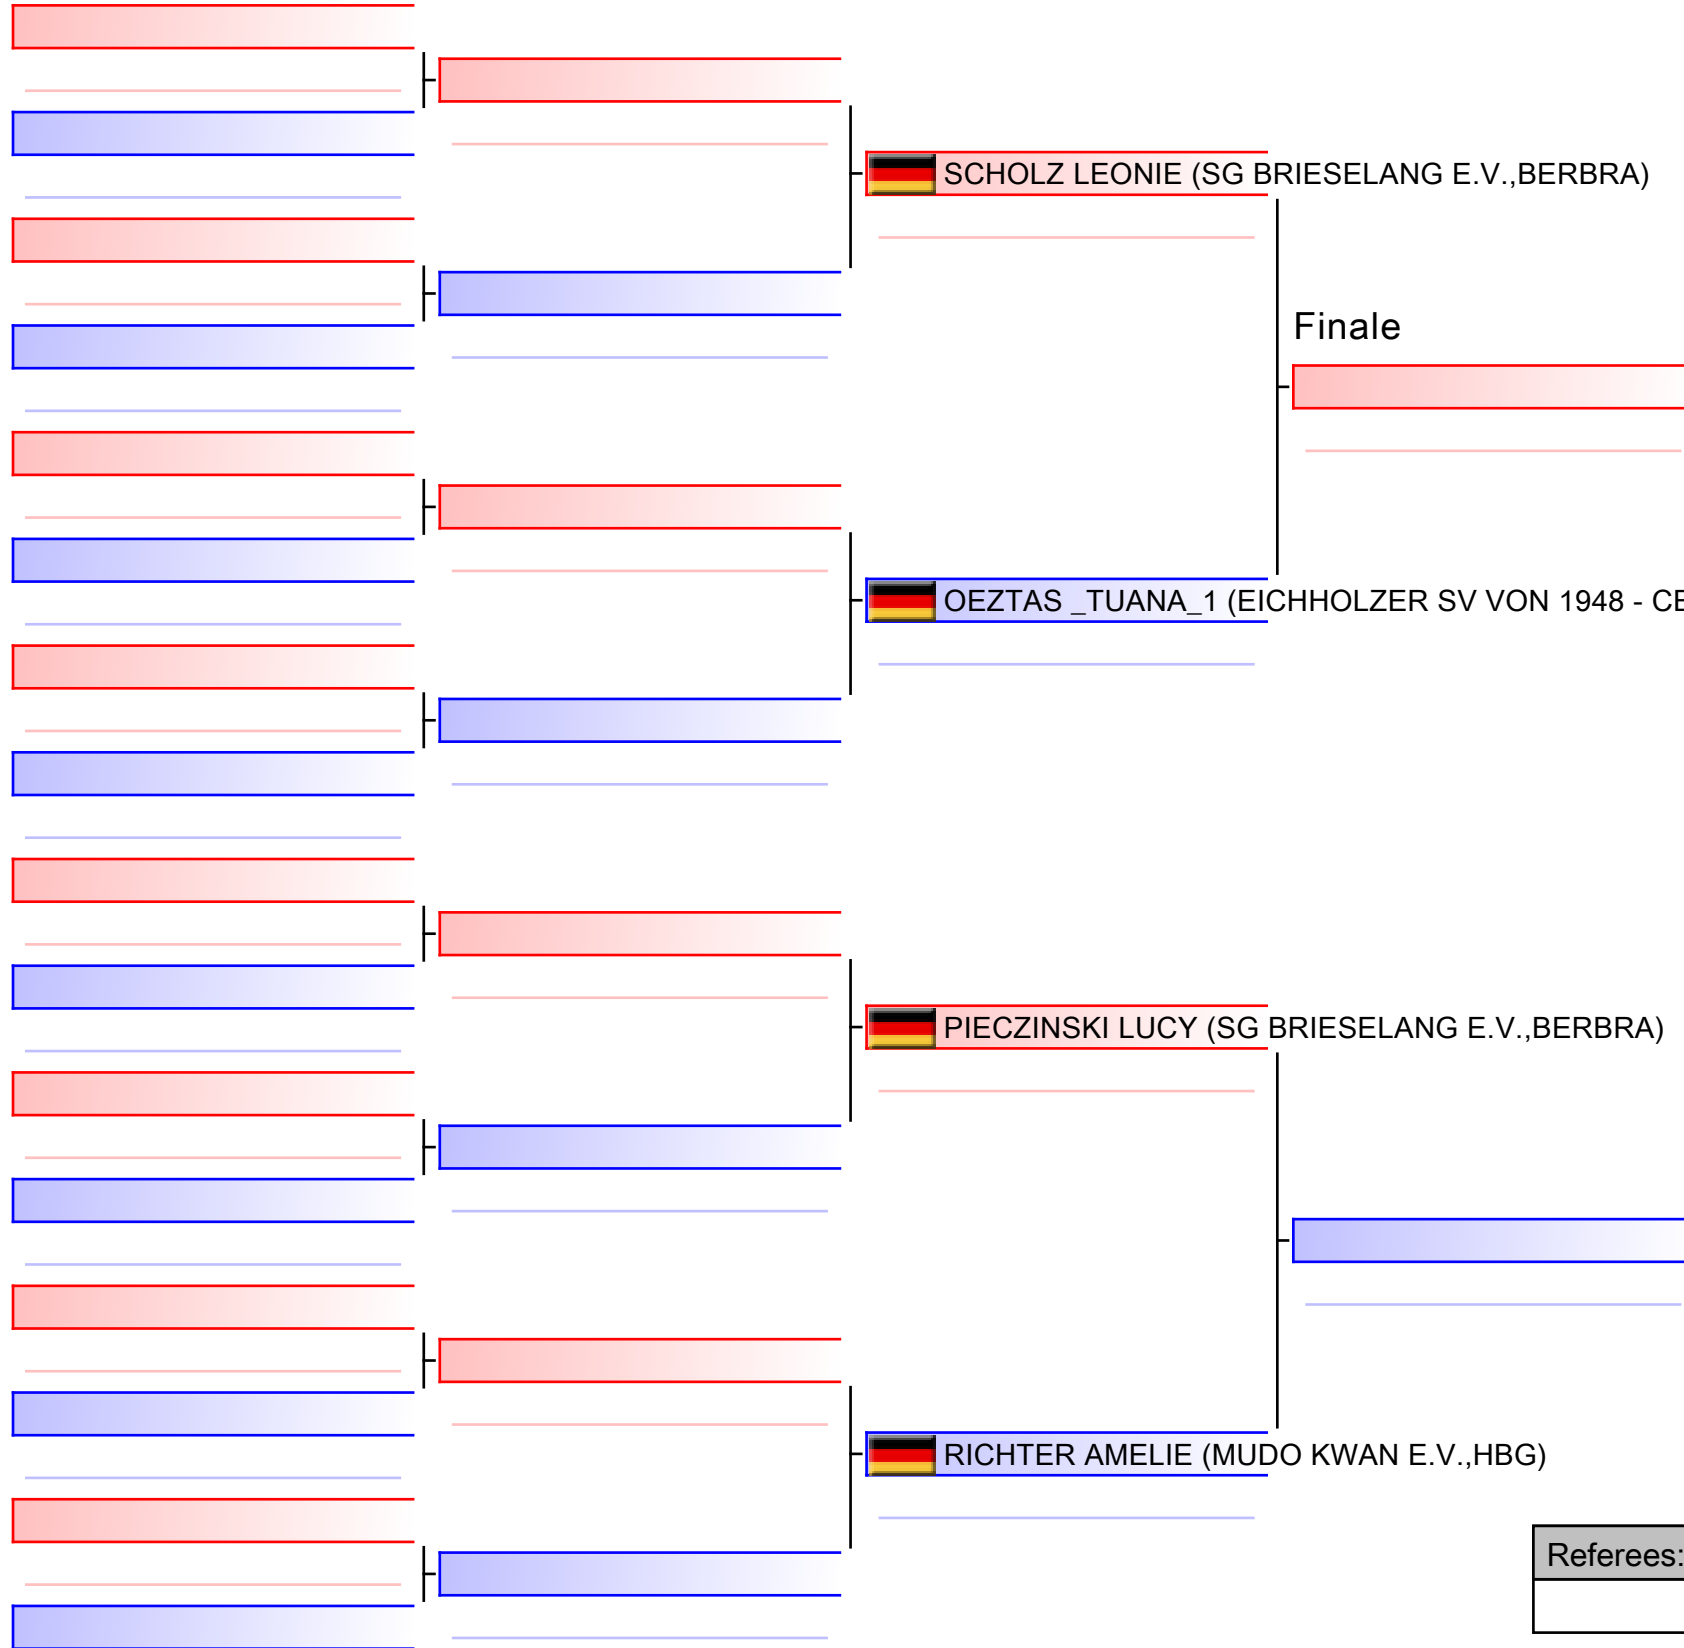 SCHOLZ LEONIE (SG BRIESELANG E.V.,BERBRA)
Finale
OEZTAS _TUANA_1 (EICHHOLZER SV VON 1948 - CE
PIECZINSKI LUCY (SG BRIESELANG E.V.,BERBRA)
RICHTER AMELIE (MUDO KWAN E.V.,HBG)
Referees: